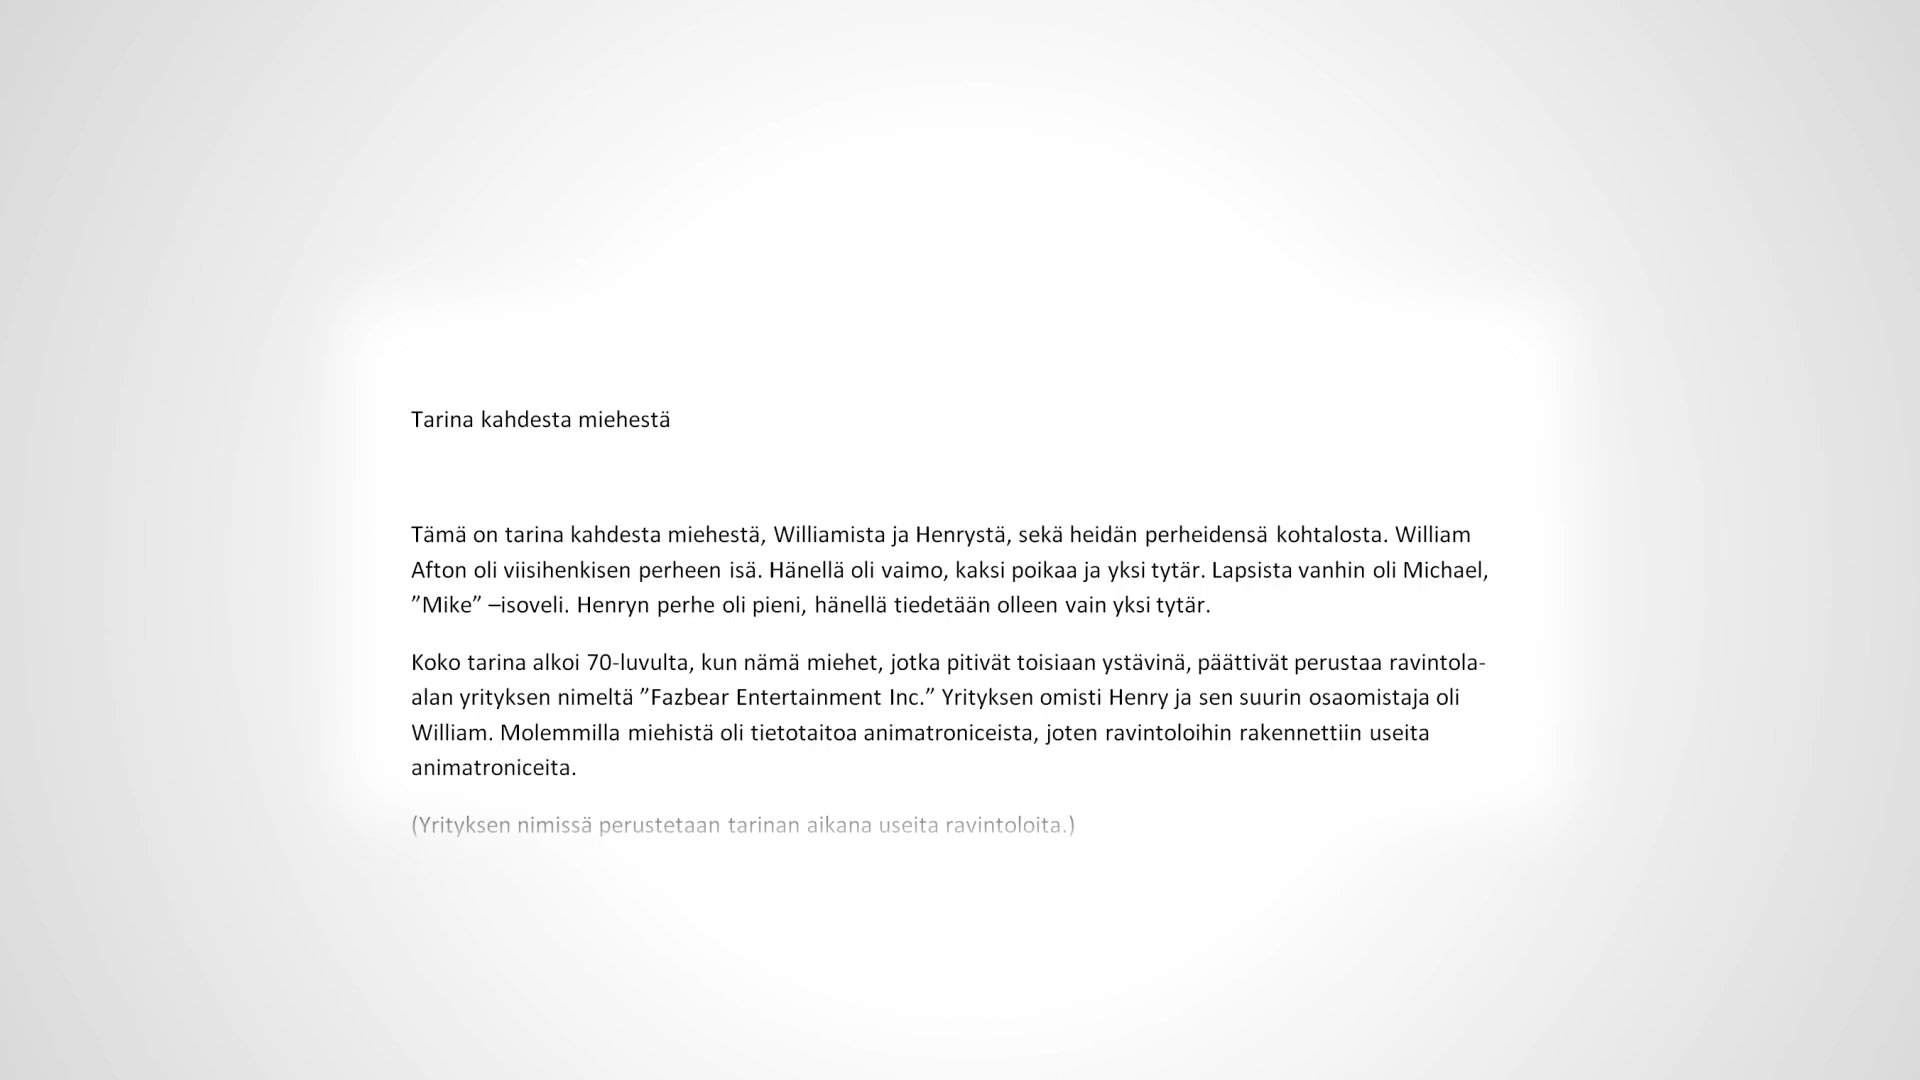 Tarina kahdesta miehestä
Tämä on tarina kahdesta miehestä, Williamista ja Henrystä, sekä heidän perheidensä kohtalosta. William
Afton oli viisihenkisen perheen isä. Hänellä oli vaimo, kaksi poikaa ja yksi tytär. Lapsista vanhin oli Michael,
”Mike” –isoveli. Henryn perhe oli pieni, hänellä tiedetään olleen vain yksi tytär.
Koko tarina alkoi 70-luvulta, kun nämä miehet, jotka pitivät toisiaan ystävinä, päättivät perustaa ravintola-
alan yrityksen nimeltä ”Fazbear Entertainment Inc.” Yrityksen omisti Henry ja sen suurin osaomistaja oli
William. Molemmilla miehistä oli tietotaitoa animatroniceista, joten ravintoloihin rakennettiin useita
animatroniceita.
(Yrityksen nimissä perustetaan tarinan aikana useita ravintoloita.)